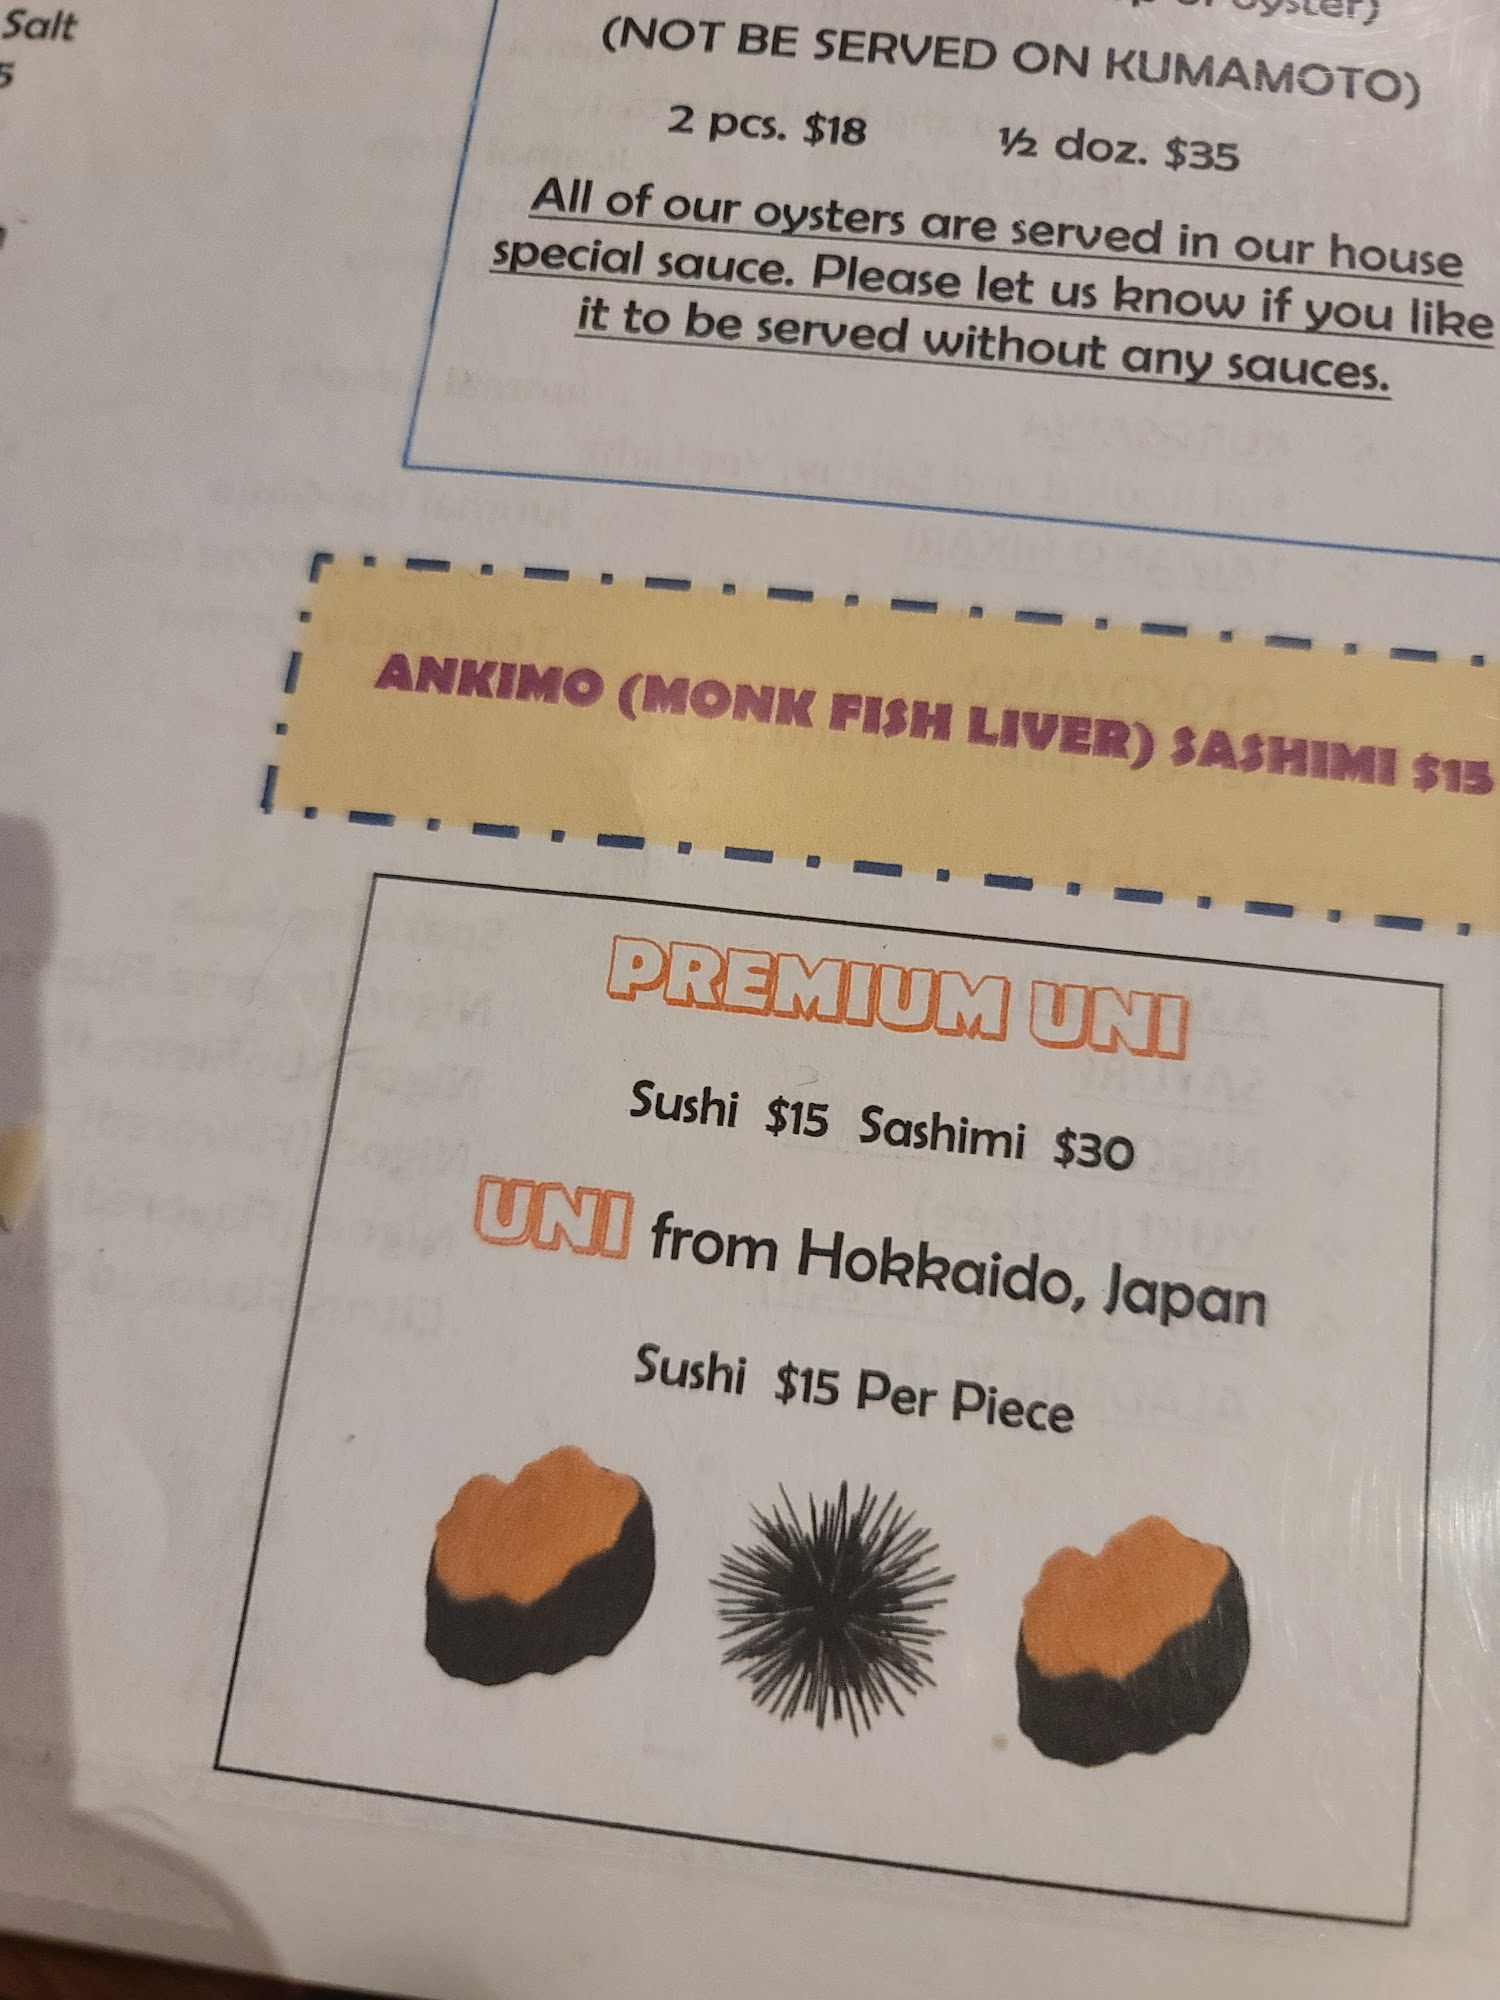 Salt
5
oyster)
(NOT BE SERVED ON KUMAMOTO)
2 pcs. $18 ½ doz. $35
All of our oysters are served in our house
special sauce. Please let us know if you like
it to be served without any sauces.
ANKIMO (MONK FISH LIVER) SASHIMI $15
PREMIUM UNI
Sushi $15 Sashimi $30
UNI from Hokkaido, Japan
Sushi $15 Per Piece